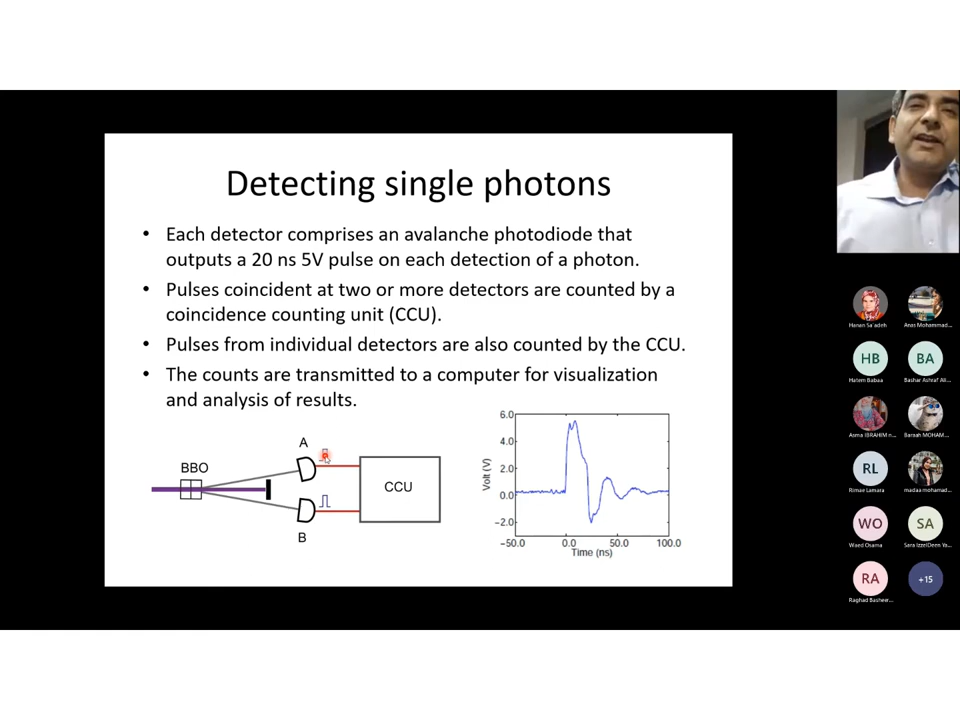 Detecting single photons
• Each detector comprises an avalanche photodiode that
outputs a 20 ns 5V pulse on each detection of a photon.
• Pulses coincident at two or more detectors are counted by a
coincidence counting unit (CCU).
• Pulses from individual detectors are also counted by the CCU.
• The counts are transmitted to a computer for visualization
and analysis of results.
BBO
A
B
CCU
6.0
4.0
2.0
0.0
-2.0
Volt (V)
-50.0 0.0 50.0 100.0
Time (ns)
Hanan Sa'adeh
Anas Mohammad...
HB
Hatem Babaa
BA
Bashar Ashraf Ali...
Asma IBRAHIM n...
Baraah MOHAM...
RL
Rimae Lamara
madaa mohamad...
WO
Waed Osama
SA
Sara IzzelDeen Ya...
RA
Raghad Basheer...
+15